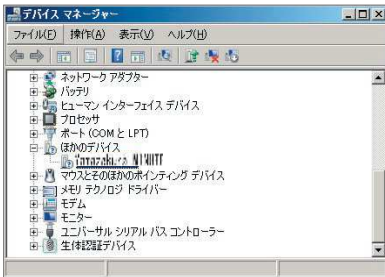 デバイス マネージャー
ファイル(F) 操作(A) 表示(V) ヘルプ(H)
ネットワーク アダプター
バッテリ
ヒューマン インターフェイス デバイス
プロセッサ
ポート (COM と LPT)
ほかのデバイス
マウスとそのほかのポインティング デバイス
メモリ テクノロジ ドライバー
モデム
モニター
ユニバーサル シリアル バス コントローラー
生体認証デバイス